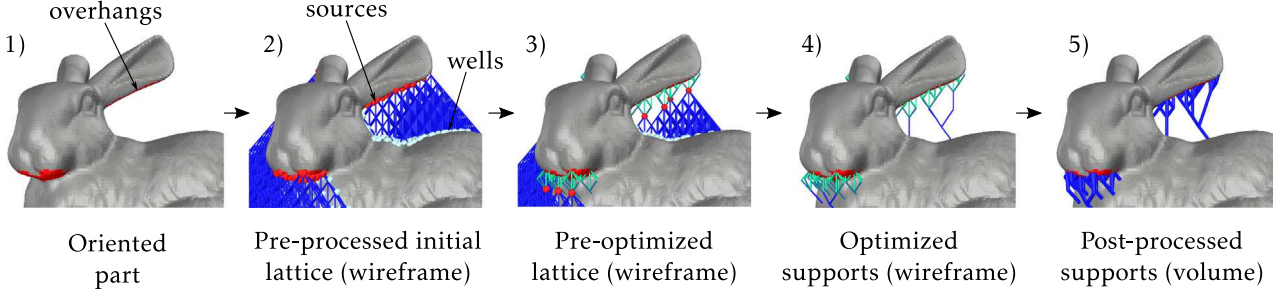 overhangs
sources
wells
1)
2)
3)
4)
5)
Oriented
part
Pre-processed initial
lattice (wireframe)
Pre-optimized
lattice (wireframe)
Optimized
supports (wireframe)
Post-processed
supports (volume)